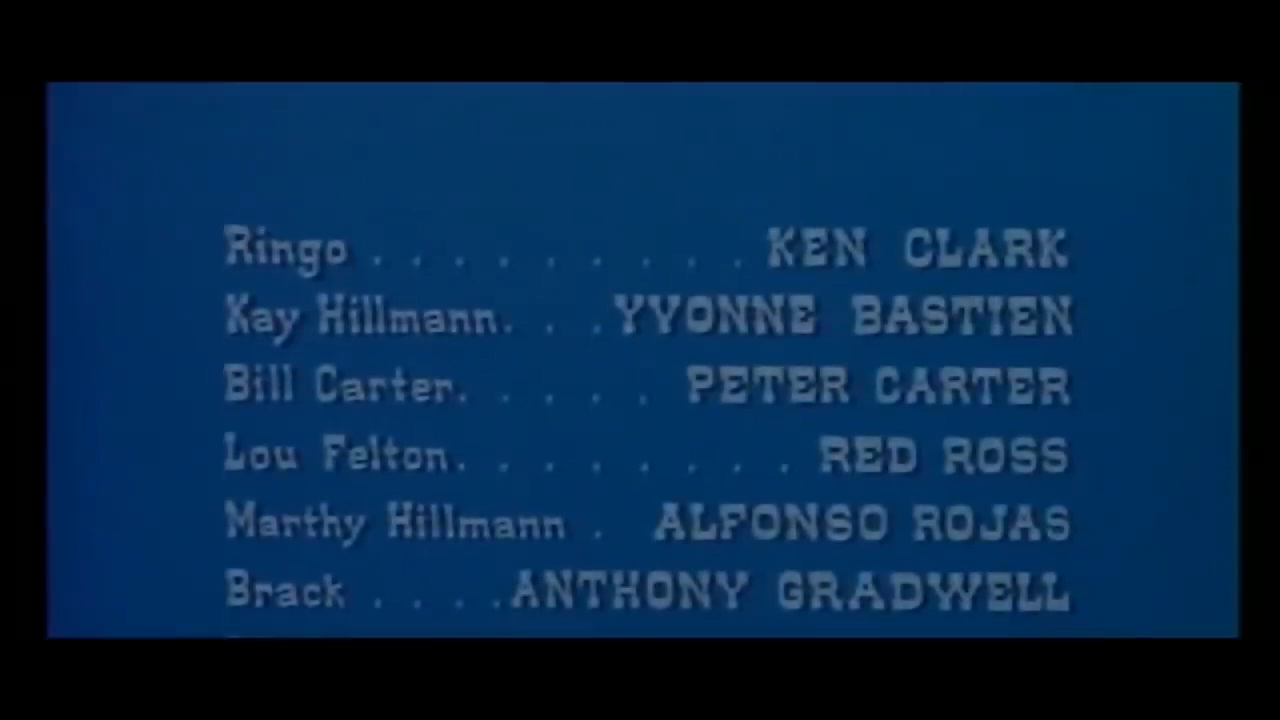 Ringo . . . . . . . . . KEN CLARK
Kay Hillmann. . .YVONNE BASTIEN
Bill Carter. . . . . PETER CARTER
Lou Felton. . . . . . . . RED ROSS
Marthy Hillmann . ALFONSO ROJAS
Brack . . . .ANTHONY GRADWELL